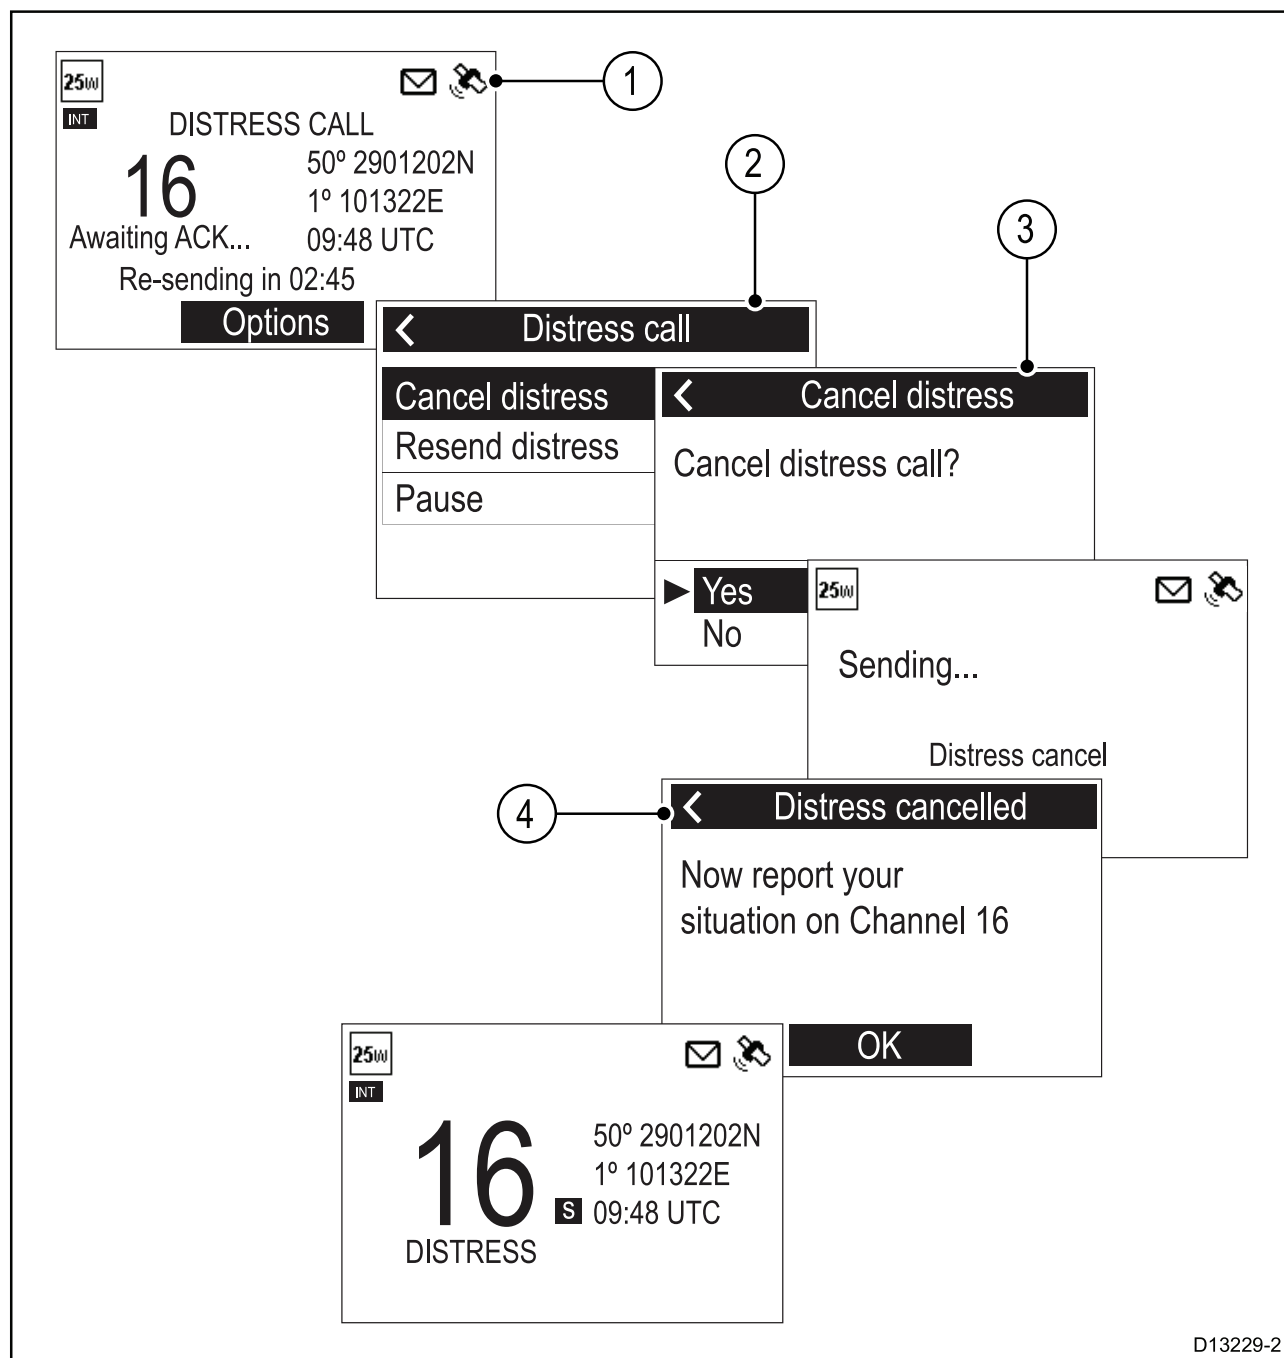 25W
1
INT
DISTRESS CALL
16
50º 2901202N
1º 101322E
Awaiting ACK...
09:48 UTC
Re-sending in 02:45
Options
2
Distress call
Cancel distress
Resend distress
Pause
3
Cancel distress
Cancel distress call?
Yes
No
25W
Sending...
Distress cancel
4
Distress cancelled
Now report your
situation on Channel 16
OK
25W
INT
16
50º 2901202N
1º 101322E
S 09:48 UTC
DISTRESS
D13229-2